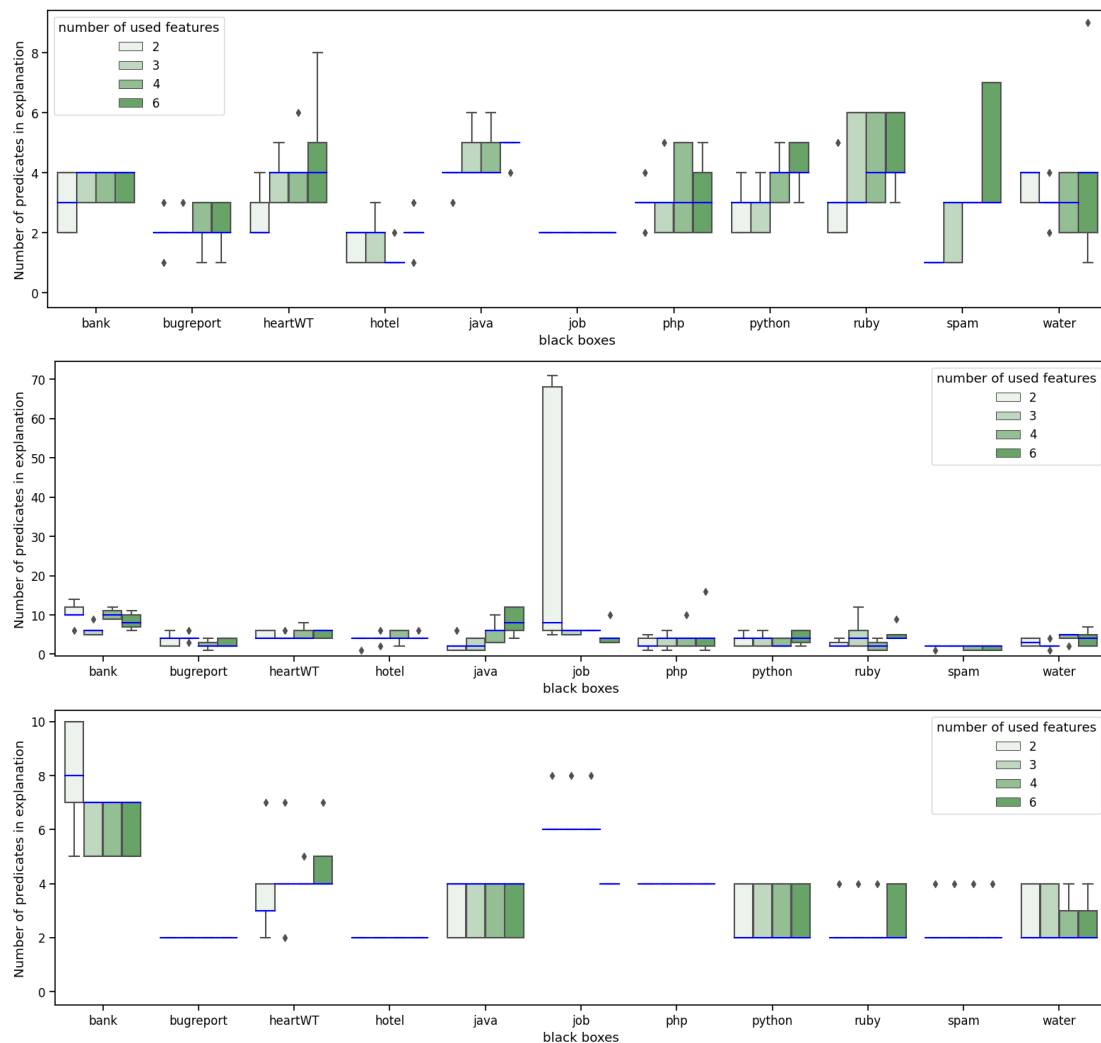 Number of predicates in explanation
8
6
4
2
0
number of used features
2
3
4
6
bank bugreport heartWT hotel java job php python ruby spam water
black boxes
Number of predicates in explanation
70
60
50
40
30
20
10
0
number of used features
2
3
4
6
bank bugreport heartWT hotel java job php python ruby spam water
black boxes
Number of predicates in explanation
10
8
6
4
2
0
number of used features
2
3
4
6
bank bugreport heartWT hotel java job php python ruby spam water
black boxes